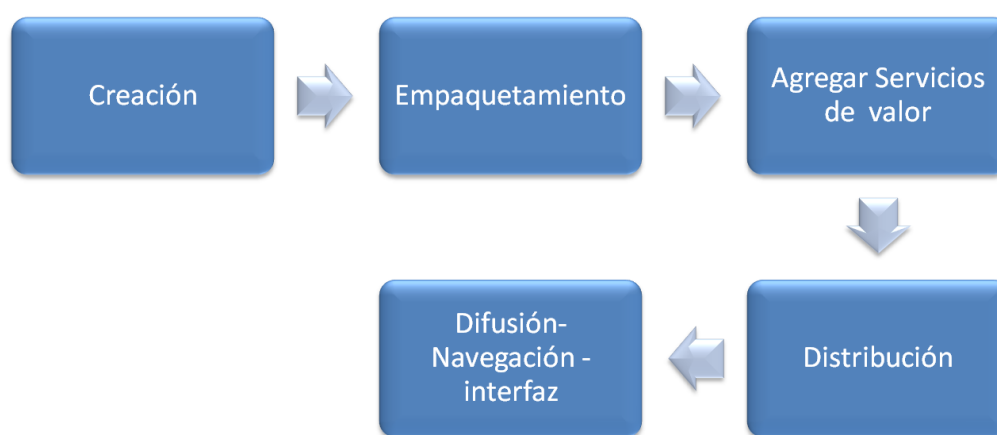 Creación
Empaquetamiento
Agregar Servicios
de  valor
Distribución
Difusión-
Navegación -
interfaz